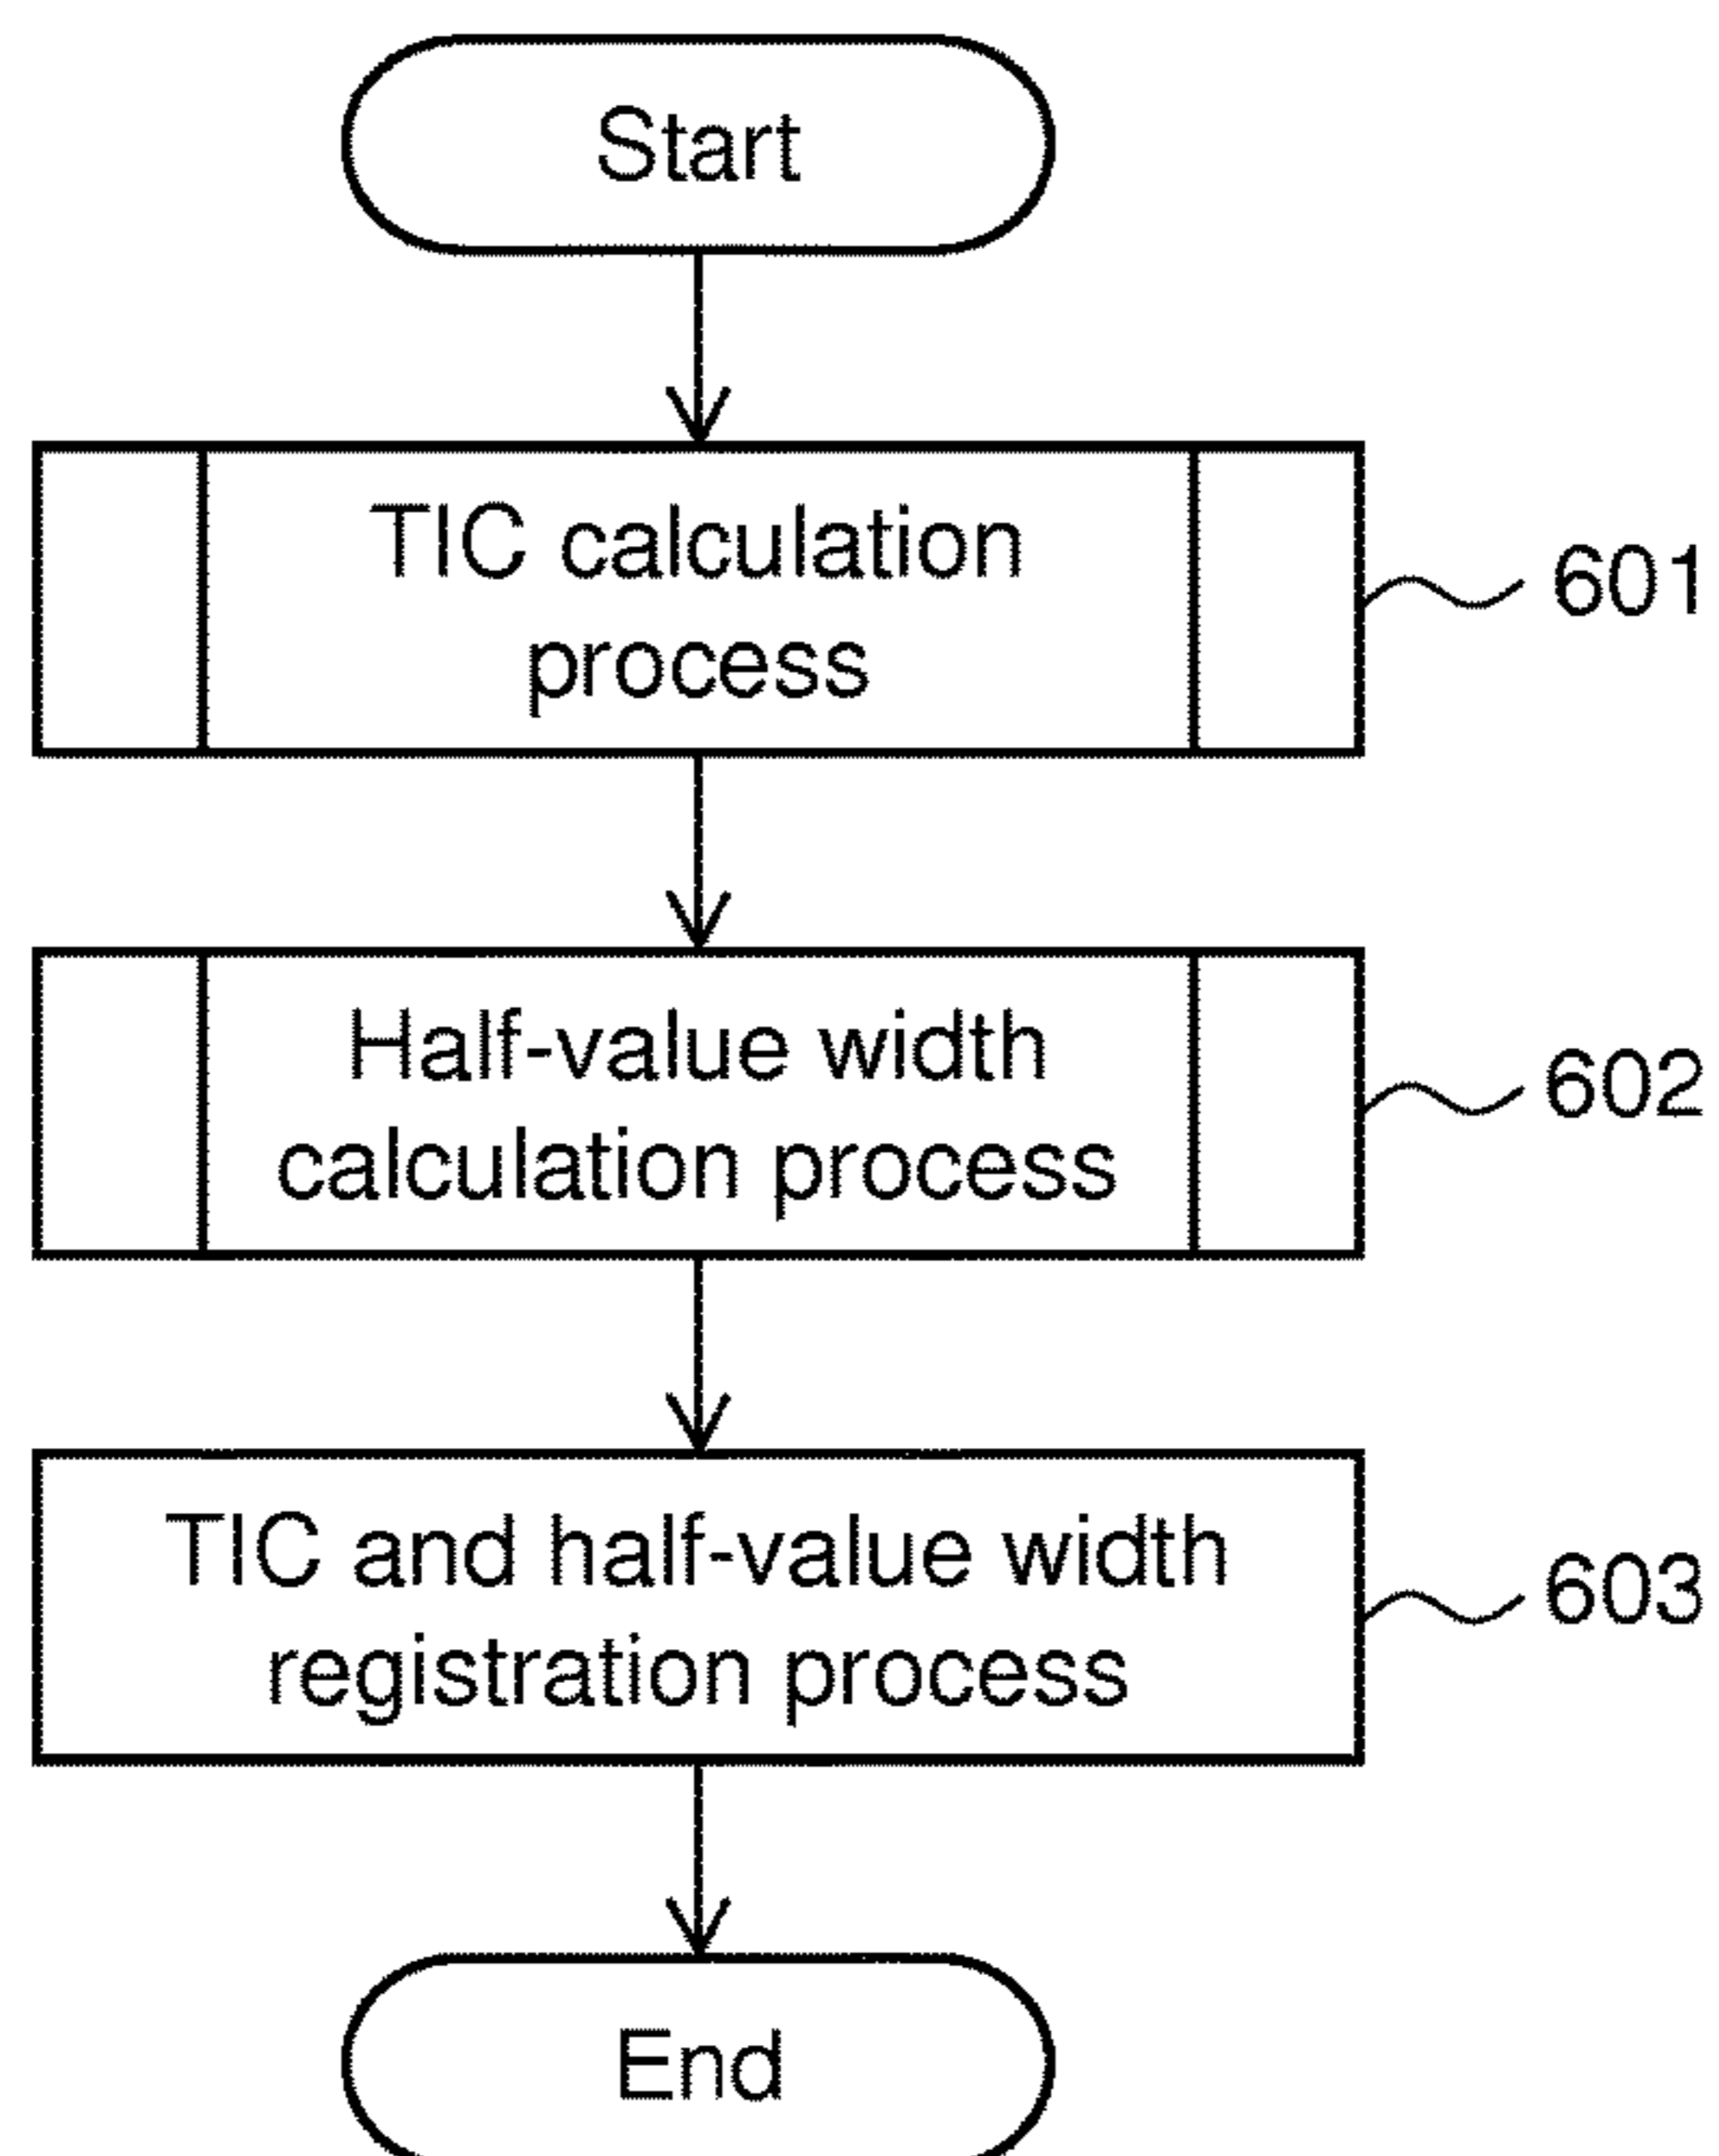 Start
TIC calculation
process
601
Half-value width
calculation process
602
TIC and half-value width
registration process
603
End